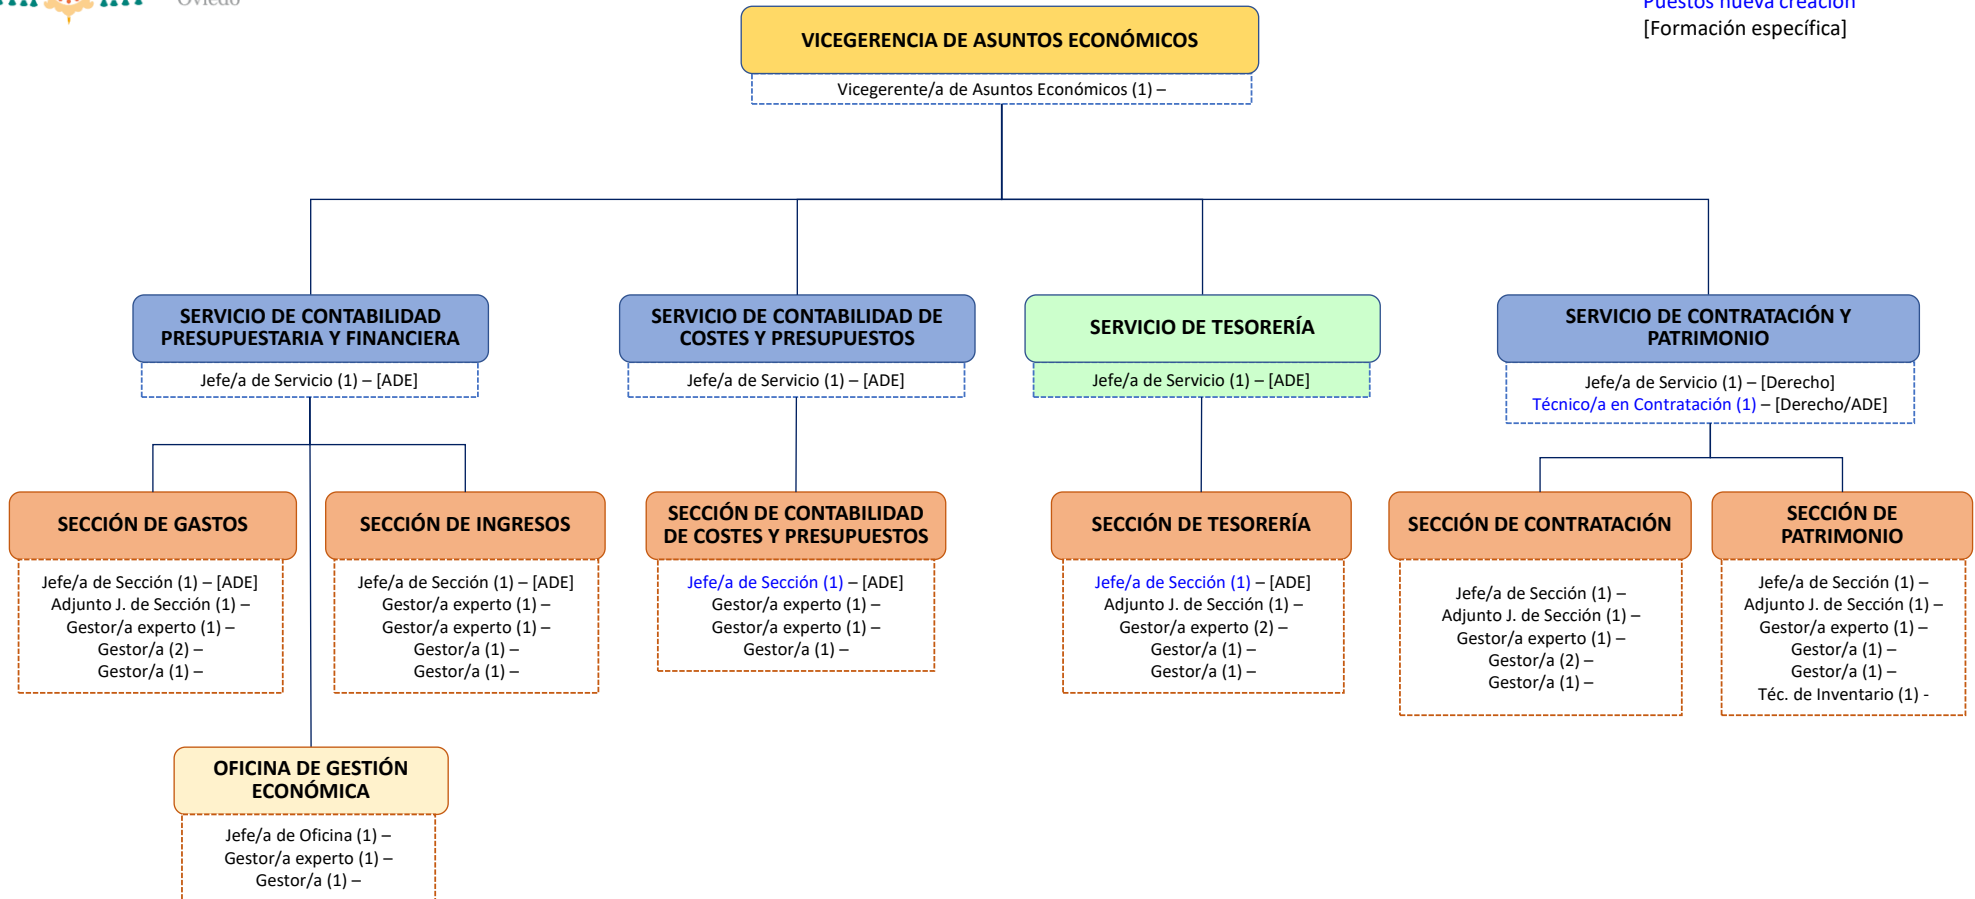 Oviedo
Puestos nueva creación
[Formación específica]
VICEGERENCIA DE ASUNTOS ECONÓMICOS
Vicegerente/a de Asuntos Económicos (1) –
SERVICIO DE CONTABILIDAD
PRESUPUESTARIA Y FINANCIERA
Jefe/a de Servicio (1) – [ADE]
SERVICIO DE CONTABILIDAD DE
COSTES Y PRESUPUESTOS
Jefe/a de Servicio (1) – [ADE]
SERVICIO DE TESORERÍA
Jefe/a de Servicio (1) – [ADE]
SERVICIO DE CONTRATACIÓN Y
PATRIMONIO
Jefe/a de Servicio (1) – [Derecho]
Técnico/a en Contratación (1) – [Derecho/ADE]
SECCIÓN DE GASTOS
Jefe/a de Sección (1) – [ADE]
Adjunto J. de Sección (1) –
Gestor/a experto (1) –
Gestor/a (2) –
Gestor/a (1) –
SECCIÓN DE INGRESOS
Jefe/a de Sección (1) – [ADE]
Gestor/a experto (1) –
Gestor/a experto (1) –
Gestor/a (1) –
Gestor/a (1) –
SECCIÓN DE CONTABILIDAD
DE COSTES Y PRESUPUESTOS
Jefe/a de Sección (1) – [ADE]
Gestor/a experto (1) –
Gestor/a experto (1) –
Gestor/a (1) –
SECCIÓN DE TESORERÍA
Jefe/a de Sección (1) – [ADE]
Adjunto J. de Sección (1) –
Gestor/a experto (2) –
Gestor/a (1) –
Gestor/a (1) –
SECCIÓN DE CONTRATACIÓN
Jefe/a de Sección (1) –
Adjunto J. de Sección (1) –
Gestor/a experto (1) –
Gestor/a (2) –
Gestor/a (1) –
SECCIÓN DE
PATRIMONIO
Jefe/a de Sección (1) –
Adjunto J. de Sección (1) –
Gestor/a experto (1) –
Gestor/a (1) –
Gestor/a (1) –
Téc. de Inventario (1) -
OFICINA DE GESTIÓN
ECONÓMICA
Jefe/a de Oficina (1) –
Gestor/a experto (1) –
Gestor/a (1) –